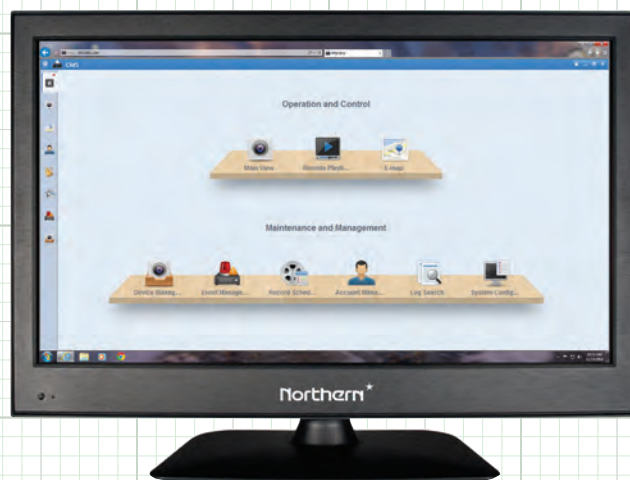 CMS
Operation and Control
Main View
Remote Playb...
E-map
Maintenance and Management
Device Manag...
Event Manage...
Record Sched...
Account Mana...
Log Search
System Config...
Northern